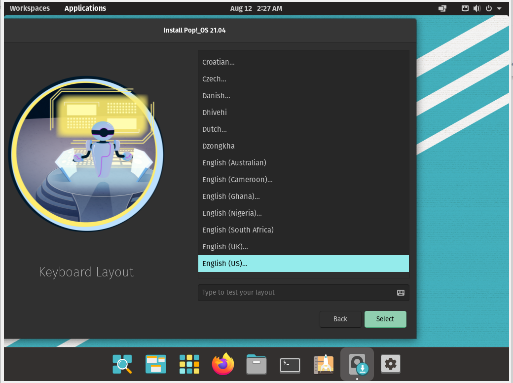 Workspaces Applications Aug 12 2:27 AM
Install Pop!_OS 21.04
Croatian...
Czech...
Danish...
Dhivehi
Dutch...
Dzongkha
English (Australian)
English (Cameroon)...
English (Ghana)...
English (Nigeria)...
English (South Africa)
English (UK)...
English (US)...
Keyboard Layout
Type to test your layout
Back Select